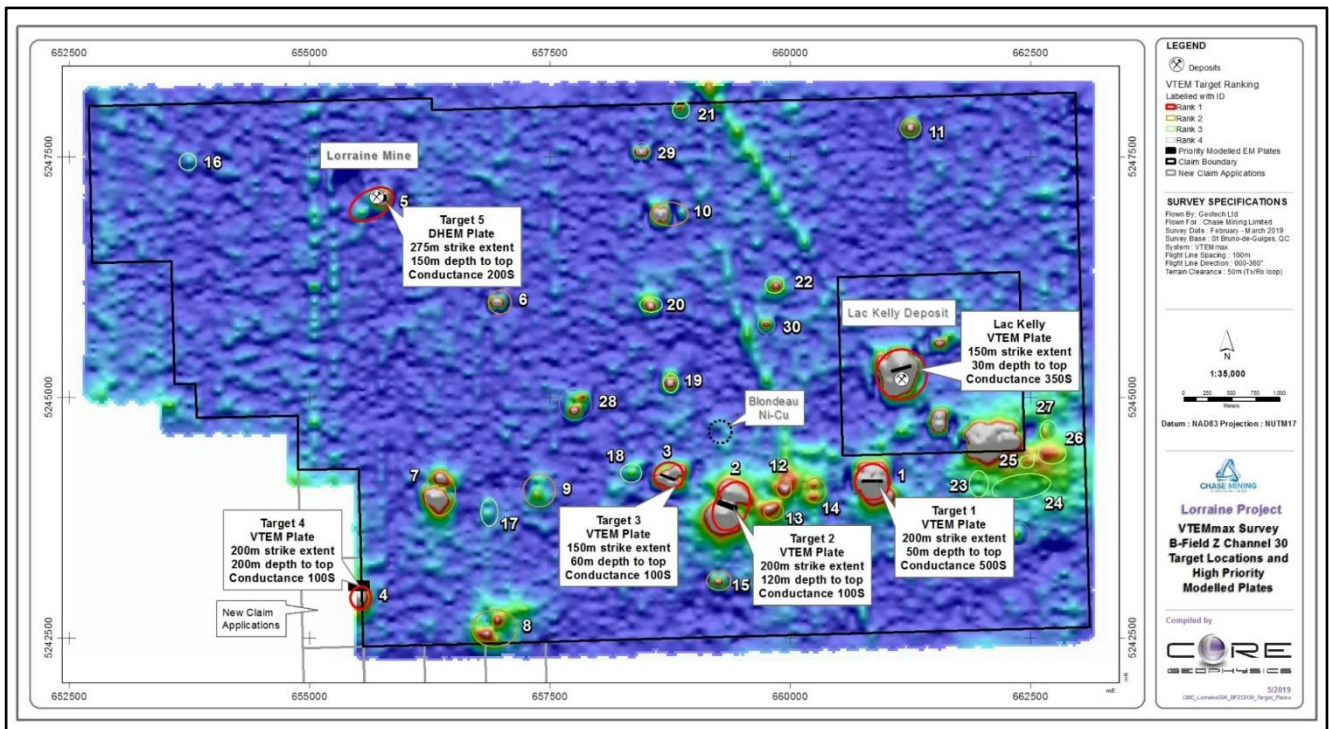 652500
655000
657500
660000
662500
5247500
5245000
5242500
5247500
5245000
5242500
652500
655000
657500
660000
662500
mE
mN
21
11
29
16
Lorraine Mine
5
10
Target 5
DHEM Plate
275m strike extent
150m depth to top
Conductance 200S
22
6
20
30
Lac Kelly Deposit
Lac Kelly
VTEM Plate
150m strike extent
30m depth to top
Conductance 350S
19
28
Blondeau
Ni-Cu
27
26
25
18
3
2
12
1
23
24
7
9
14
13
17
Target 4
VTEM Plate
200m strike extent
200m depth to top
Conductance 100S
Target 3
VTEM Plate
150m strike extent
60m depth to top
Conductance 100S
Target 2
VTEM Plate
200m strike extent
120m depth to top
Conductance 100S
Target 1
VTEM Plate
200m strike extent
50m depth to top
Conductance 500S
15
4
New Claim
Applications
8
LEGEND
Deposits
VTEM Target Ranking
Labelled with ID
Rank 1
Rank 2
Rank 3
Rank 4
Priority Modelled EM Plates
Claim Boundary
New Claim Applications
SURVEY SPECIFICATIONS
Flown By: Geotech Ltd
Flown For : Chase Mining Limited
Survey Date : February - March 2019
Survey Base : St Bruno-de-Guiges, QC
System : VTEMmax
Flight Line Spacing : 100m
Flight Line Direction : 000-360°
Terrain Clearance : 50m (Tx/Rx loop)
N
1:35,000
Meters
Datum : NAD83 Projection : NUTM17
CHASE MINING
Lorraine Project
VTEMmax Survey
B-Field Z Channel 30
Target Locations and
High Priority
Modelled Plates
Compiled by
CORE
GEOPHYSICS
5/2019